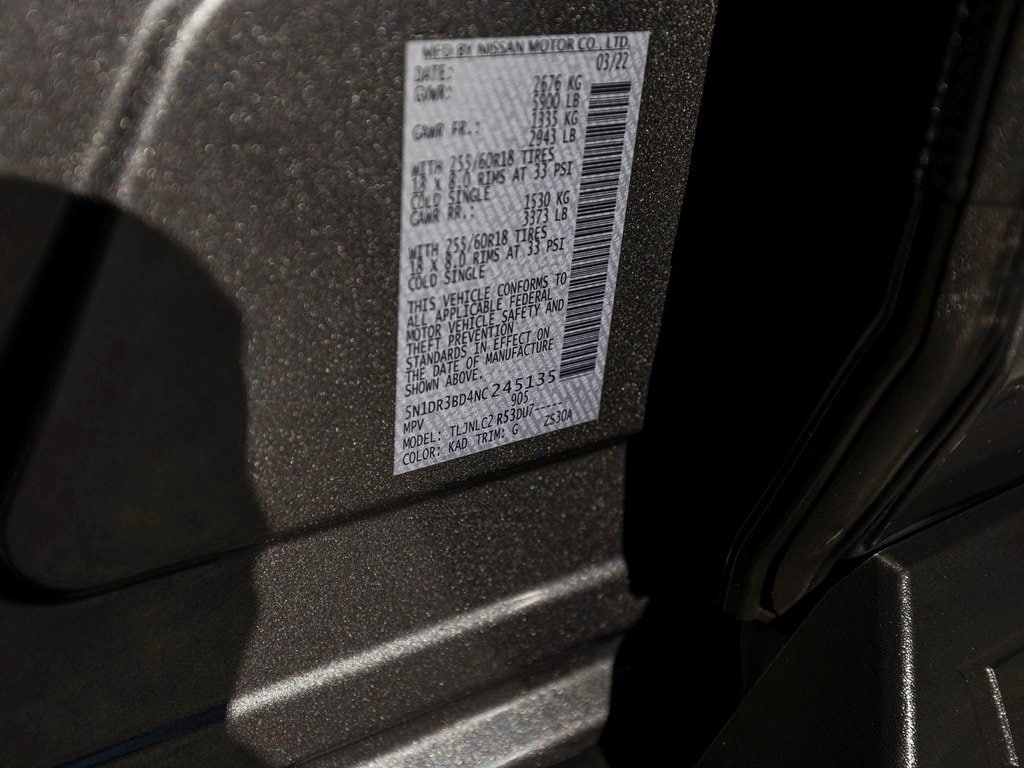 MFD BY NISSAN MOTOR CO., LTD.
DATE: 03/22
GVWR: 2676 KG
5900 LB
GAWR FR.: 1335 KG
2943 LB
WITH 255/60R18 TIRES
18 X 8.0 RIMS AT 33 PSI
COLD SINGLE
GAWR RR.: 1530 KG
3373 LB
WITH 255/60R18 TIRES
18 X 8.0 RIMS AT 33 PSI
COLD SINGLE
THIS VEHICLE CONFORMS TO
ALL APPLICABLE FEDERAL
MOTOR VEHICLE SAFETY AND
THEFT PREVENTION
STANDARDS IN EFFECT ON
THE DATE OF MANUFACTURE
SHOWN ABOVE.
5N1DR3BD4NC245135
MPV 905
MODEL: TLJNLC2 R53DU7-----
COLOR: KAD TRIM: G ZS30A